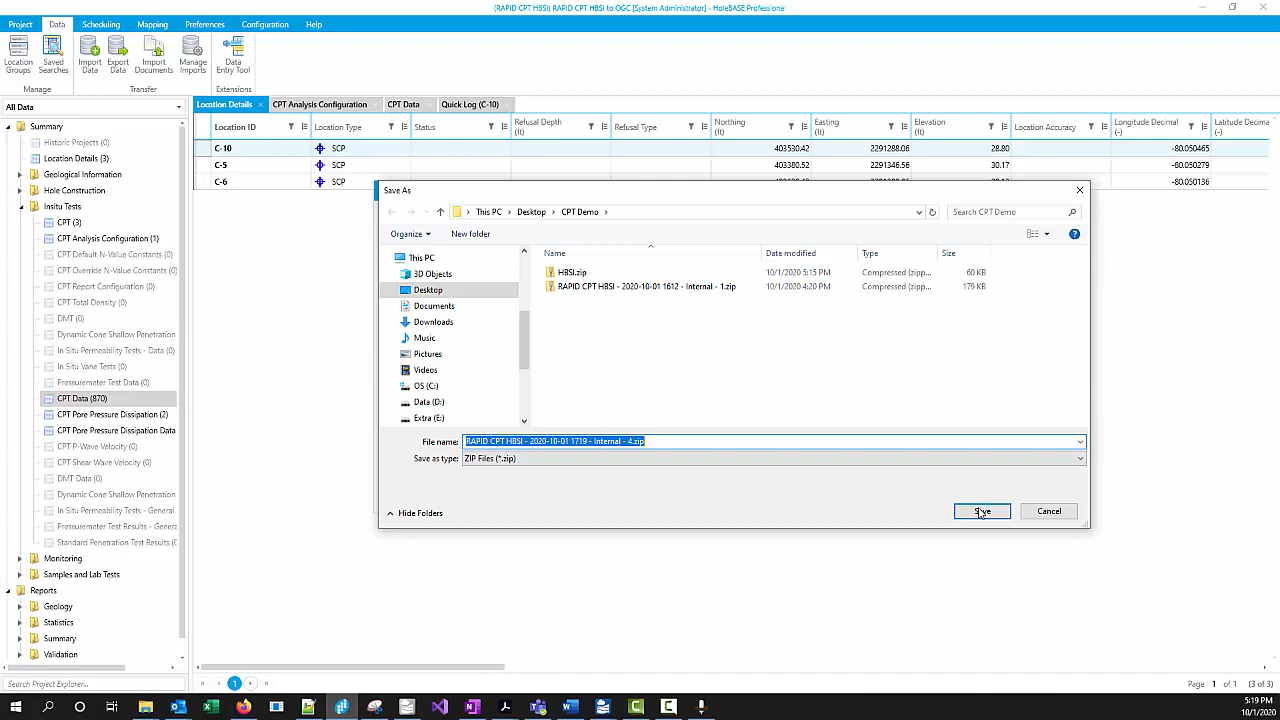 (RAPID CPT HBSI) RAPID CPT HBSI to OGC [System Administrator] - HoleBASE Professional
Project Data Scheduling Mapping Preferences Configuration Help
Location Groups
Saved Searches
Import Data
Export Data
Import Documents
Manage Imports
Data Entry Tool
Manage Transfer Extensions
All Data
Location Details × CPT Analysis Configuration CPT Data Quick Log (C-10)
Location ID Location Type Status Refusal Depth (ft) Refusal Type Northing (ft) Easting (ft) Elevation (ft) Location Accuracy Longitude Decimal (-) Latitude Decima (-)
C-10 SCP 403530.42 2291288.06 28.80 -80.050465
C-5 SCP 403380.52 2291346.56 30.17 -80.050279
C-6 SCP -80.050136
Summary
Historic Projects (0)
Location Details (3)
Geological Information
Hole Construction
Insitu Tests
CPT (3)
CPT Analysis Configuration (1)
CPT Default N-Value Constants (0)
CPT Override N-Value Constants (0)
CPT Report Configuration (0)
CPT Total Density (0)
DMT (0)
Dynamic Cone Shallow Penetration
In Situ Permeability Tests - Data (0)
In Situ Vane Tests (0)
Pressuremeter Test Data (0)
CPT Data (870)
CPT Pore Pressure Dissipation (2)
CPT Pore Pressure Dissipation Data
CPT P-Wave Velocity (0)
CPT Shear Wave Velocity (0)
DMT Data (0)
Dynamic Cone Shallow Penetration
In Situ Permeability Tests - General
Pressuremeter Test Results - Genera
Standard Penetration Test Results (0
Monitoring
Samples and Lab Tests
Reports
Geology
Statistics
Summary
Validation
Search Project Explorer...
Save As ×
This PC > Desktop > CPT Demo >
Search CPT Demo
Organize New folder
This PC
3D Objects
Desktop
Documents
Downloads
Music
Pictures
Videos
OS (C:)
Data (D:)
Extra (E:)
Name Date modified Type Size
HBSI.zip 10/1/2020 5:15 PM Compressed (zipp... 60 KB
RAPID CPT HBSI - 2020-10-01 1612 - Internal - 1.zip 10/1/2020 4:20 PM Compressed (zipp... 179 KB
File name: RAPID CPT HBSI - 2020-10-01 1719 - Internal - 4.zip
Save as type: ZIP Files (*.zip)
Hide Folders
Save Cancel
1
Page 1 of 1 (3 of 3)
5:19 PM
10/1/2020